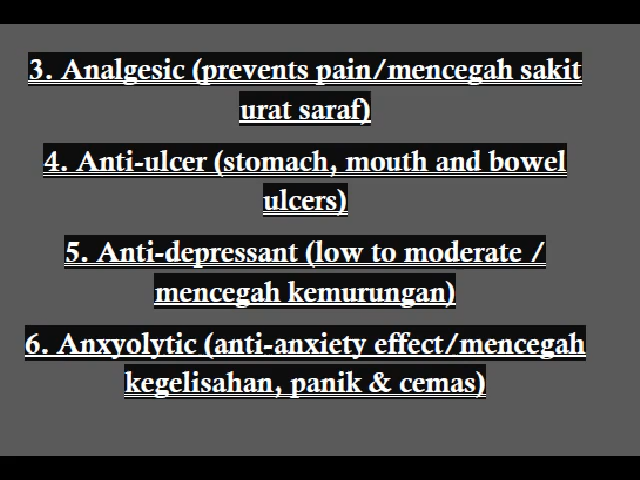 3. Analgesic (prevents pain/mencegah sakit
urat saraf)
4. Anti-ulcer (stomach, mouth and bowel
ulcers)
5. Anti-depressant (low to moderate /
mencegah kemurungan)
6. Anxyolytic (anti-anxiety effect/mencegah
kegelisahan, panik & cemas)